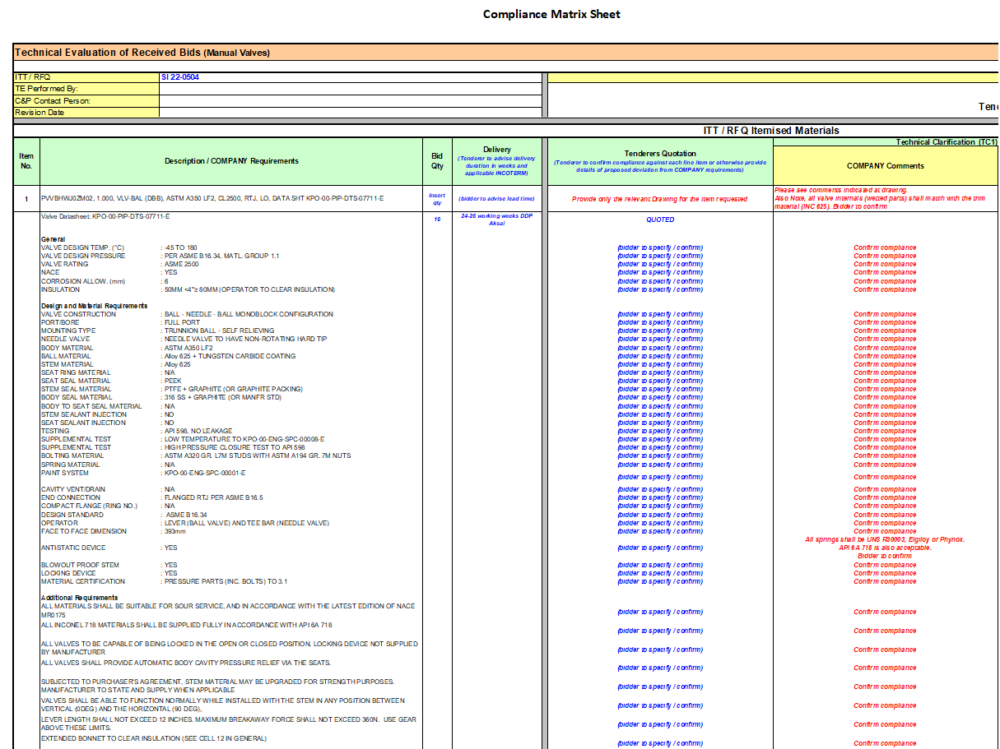 Compliance Matrix Sheet
Technical Evaluation of Received Bids (Manual Valves)
ITT / RFQ SI 22-0504
TE Performed By:
C&P Contact Person:
Revision Date
Tend
ITT / RFQ Itemised Materials
Technical Clarification (TC1)
Item No. Description / COMPANY Requirements Bid Qty Delivery (Tenderer to advise delivery duration in weeks and applicable INCOTERM) Tenderers Quotation (Tenderer to confirm compliance against each line item or otherwise provide details of proposed deviation from COMPANY requirements) COMPANY Comments
1 PVVBHWJ0ZM02, 1.000, VLV-BAL (DBB), ASTM A350 LF2, CL2500, RTJ, LO, DATA SHT KPO-00-PIP-DTS-07711-E Insert qty (bidder to advise lead time) Provide only the relevant Drawing for the item requested Please see comments indicated at drawing. Also Note, all valve internals (wetted parts) shall match with the trim material (INC 625). Bidder to confirm
Valve Datasheet: KPO-00-PIP-DTS-07711-E 16 24-26 working weeks DDP Aksai QUOTED
General
VALVE DESIGN TEMP. (°C) : -45 TO 180 (bidder to specify / confirm) Confirm compliance
VALVE DESIGN PRESSURE : PER ASME B16.34, MATL. GROUP 1.1 (bidder to specify / confirm) Confirm compliance
VALVE RATING : ASME 2500 (bidder to specify / confirm) Confirm compliance
NACE : YES (bidder to specify / confirm) Confirm compliance
CORROSION ALLOW. (mm) : 6 (bidder to specify / confirm) Confirm compliance
INSULATION : 50MM <4"≥ 80MM (OPERATOR TO CLEAR INSULATION) (bidder to specify / confirm) Confirm compliance
Design and Material Requirements
VALVE CONSTRUCTION : BALL - NEEDLE - BALL MONOBLOCK CONFIGURATION (bidder to specify / confirm) Confirm compliance
PORT/BORE : FULL PORT (bidder to specify / confirm) Confirm compliance
MOUNTING TYPE : TRUNNION BALL - SELF RELIEVING (bidder to specify / confirm) Confirm compliance
NEEDLE VALVE : NEEDLE VALVE TO HAVE NON-ROTATING HARD TIP (bidder to specify / confirm) Confirm compliance
BODY MATERIAL : ASTM A350 LF2 (bidder to specify / confirm) Confirm compliance
BALL MATERIAL : Alloy 625 + TUNGSTEN CARBIDE COATING (bidder to specify / confirm) Confirm compliance
STEM MATERIAL : Alloy 625 (bidder to specify / confirm) Confirm compliance
SEAT RING MATERIAL : N/A (bidder to specify / confirm) Confirm compliance
SEAT SEAL MATERIAL : PEEK (bidder to specify / confirm) Confirm compliance
STEM SEAL MATERIAL : PTFE + GRAPHITE (OR GRAPHITE PACKING) (bidder to specify / confirm) Confirm compliance
BODY SEAL MATERIAL : 316 SS + GRAPHITE (OR MANFR STD) (bidder to specify / confirm) Confirm compliance
BODY TO SEAT SEAL MATERIAL : N/A (bidder to specify / confirm) Confirm compliance
STEM SEALANT INJECTION : NO (bidder to specify / confirm) Confirm compliance
SEAT SEALANT INJECTION : NO (bidder to specify / confirm) Confirm compliance
TESTING : API 598, NO LEAKAGE (bidder to specify / confirm) Confirm compliance
SUPPLEMENTAL TEST : LOW TEMPERATURE TO KPO-00-ENG-SPC-00008-E (bidder to specify / confirm) Confirm compliance
SUPPLEMENTAL TEST : HIGH PRESSURE CLOSURE TEST TO API 598 (bidder to specify / confirm) Confirm compliance
BOLTING MATERIAL : ASTM A320 GR. L7M STUDS WITH ASTM A194 GR. 7M NUTS (bidder to specify / confirm) Confirm compliance
SPRING MATERIAL : N/A (bidder to specify / confirm) Confirm compliance
PAINT SYSTEM : KPO-00-ENG-SPC-00001-E (bidder to specify / confirm) Confirm compliance
CAVITY VENT/DRAIN : N/A (bidder to specify / confirm) Confirm compliance
END CONNECTION : FLANGED RTJ PER ASME B16.5 (bidder to specify / confirm) Confirm compliance
COMPACT FLANGE (RING NO.) : N/A (bidder to specify / confirm) Confirm compliance
DESIGN STANDARD : ASME B16.34 (bidder to specify / confirm) Confirm compliance
OPERATOR : LEVER (BALL VALVE) AND TEE BAR (NEEDLE VALVE) (bidder to specify / confirm) Confirm compliance
FACE TO FACE DIMENSION : 393mm (bidder to specify / confirm) Confirm compliance
ANTISTATIC DEVICE : YES (bidder to specify / confirm) All springs shall be UNS R30003, Elgiloy or Phynox. API 6A 718 is also acceptable. Bidder to confirm
BLOWOUT PROOF STEM : YES (bidder to specify / confirm) Confirm compliance
LOCKING DEVICE : YES (bidder to specify / confirm) Confirm compliance
MATERIAL CERTIFICATION : PRESSURE PARTS (INC. BOLTS) TO 3.1 (bidder to specify / confirm) Confirm compliance
Additional Requirements
ALL MATERIALS SHALL BE SUITABLE FOR SOUR SERVICE, AND IN ACCORDANCE WITH THE LATEST EDITION OF NACE MR0175 (bidder to specify / confirm) Confirm compliance
ALL INCONEL 718 MATERIALS SHALL BE SUPPLIED FULLY IN ACCORDANCE WITH API 6A 718 (bidder to specify / confirm) Confirm compliance
ALL VALVES TO BE CAPABLE OF BEING LOCKED IN THE OPEN OR CLOSED POSITION. LOCKING DEVICE NOT SUPPLIED BY MANUFACTURER (bidder to specify / confirm) Confirm compliance
ALL VALVES SHALL PROVIDE AUTOMATIC BODY CAVITY PRESSURE RELIEF VIA THE SEATS. (bidder to specify / confirm) Confirm compliance
SUBJECTED TO PURCHASER'S AGREEMENT, STEM MATERIAL MAY BE UPGRADED FOR STRENGTH PURPOSES. MANUFACTURER TO STATE AND SUPPLY WHEN APPLICABLE (bidder to specify / confirm) Confirm compliance
VALVES SHALL BE ABLE TO FUNCTION NORMALLY WHILE INSTALLED WITH THE STEM IN ANY POSITION BETWEEN VERTICAL (0DEG) AND THE HORIZONTAL (90 DEG), (bidder to specify / confirm) Confirm compliance
LEVER LENGTH SHALL NOT EXCEED 12 INCHES. MAXIMUM BREAKAWAY FORCE SHALL NOT EXCEED 360N. USE GEAR ABOVE THESE LIMITS. (bidder to specify / confirm) Confirm compliance
EXTENDED BONNET TO CLEAR INSULATION (SEE CELL 12 IN GENERAL) (bidder to specify / confirm) Confirm compliance